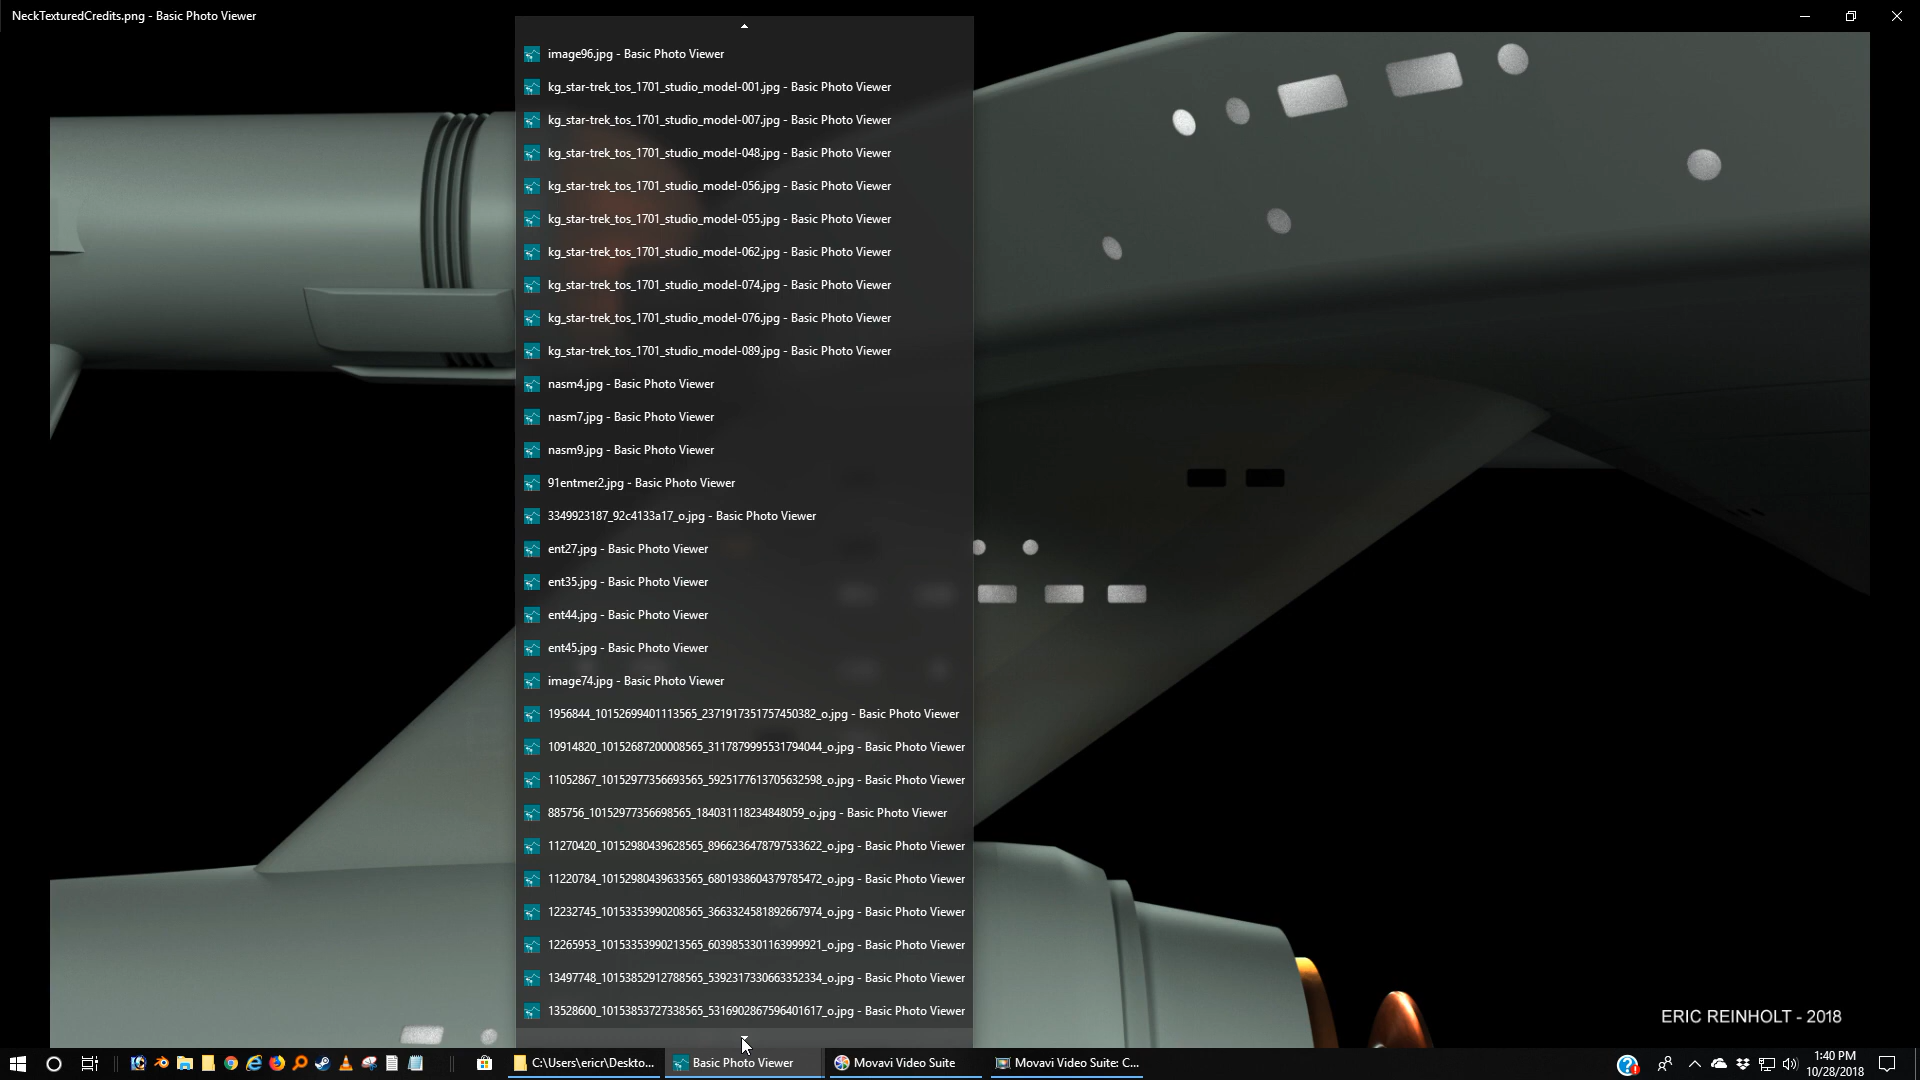 NeckTexturedCredits.png - Basic Photo Viewer
image96.jpg - Basic Photo Viewer
kg_star-trek_tos_1701_studio_model-001.jpg - Basic Photo Viewer
kg_star-trek_tos_1701_studio_model-007.jpg - Basic Photo Viewer
kg_star-trek_tos_1701_studio_model-048.jpg - Basic Photo Viewer
kg_star-trek_tos_1701_studio_model-056.jpg - Basic Photo Viewer
kg_star-trek_tos_1701_studio_model-055.jpg - Basic Photo Viewer
kg_star-trek_tos_1701_studio_model-062.jpg - Basic Photo Viewer
kg_star-trek_tos_1701_studio_model-074.jpg - Basic Photo Viewer
kg_star-trek_tos_1701_studio_model-076.jpg - Basic Photo Viewer
kg_star-trek_tos_1701_studio_model-089.jpg - Basic Photo Viewer
nasm4.jpg - Basic Photo Viewer
nasm7.jpg - Basic Photo Viewer
nasm9.jpg - Basic Photo Viewer
91entmer2.jpg - Basic Photo Viewer
3349923187_92c4133a17_o.jpg - Basic Photo Viewer
ent27.jpg - Basic Photo Viewer
ent35.jpg - Basic Photo Viewer
ent44.jpg - Basic Photo Viewer
ent45.jpg - Basic Photo Viewer
image74.jpg - Basic Photo Viewer
1956844_10152699401113565_2371917351757450382_o.jpg - Basic Photo Viewer
10914820_10152687200008565_3117879995531794044_o.jpg - Basic Photo Viewer
11052867_10152977356693565_5925177613705632598_o.jpg - Basic Photo Viewer
885756_10152977356698565_184031118234848059_o.jpg - Basic Photo Viewer
11270420_10152980439628565_8966236478797533622_o.jpg - Basic Photo Viewer
11220784_10152980439633565_6801938604379785472_o.jpg - Basic Photo Viewer
12232745_10153353990208565_3663324581892667974_o.jpg - Basic Photo Viewer
12265953_10153353990213565_6039853301163999921_o.jpg - Basic Photo Viewer
13497748_10153852912788565_5392317330663352334_o.jpg - Basic Photo Viewer
13528600_10153853727338565_5316902867596401617_o.jpg - Basic Photo Viewer
ERIC REINHOLT - 2018
C:\Users\ericr\Deskto...
Basic Photo Viewer
Movavi Video Suite
Movavi Video Suite: C...
1:40 PM
10/28/2018